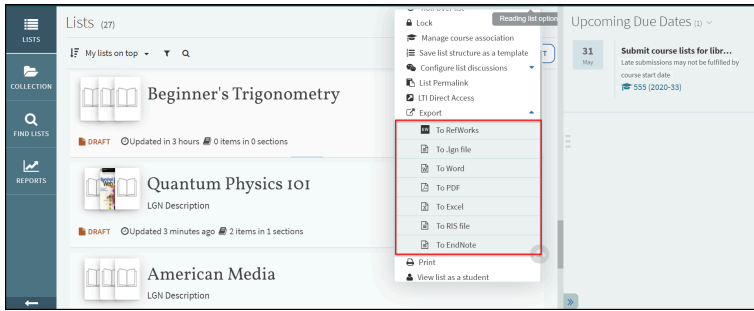 LISTS
COLLECTION
FIND LISTS
REPORTS
Lists (27)
My lists on top
Beginner's Trigonometry
DRAFT Updated in 3 hours 0 items in 0 sections
Quantum Physics 101
LGN Description
DRAFT Updated 3 minutes ago 2 items in 1 sections
American Media
LGN Description
Reading list option
Lock
Manage course association
Save list structure as a template
Configure list discussions
List Permalink
LTI Direct Access
Export
To RefWorks
To .lgn file
To Word
To PDF
To Excel
To RIS file
To EndNote
Print
View list as a student
Upcoming Due Dates (1)
31
May
Submit course lists for libr...
Late submissions may not be fulfilled by
course start date
555 (2020-33)